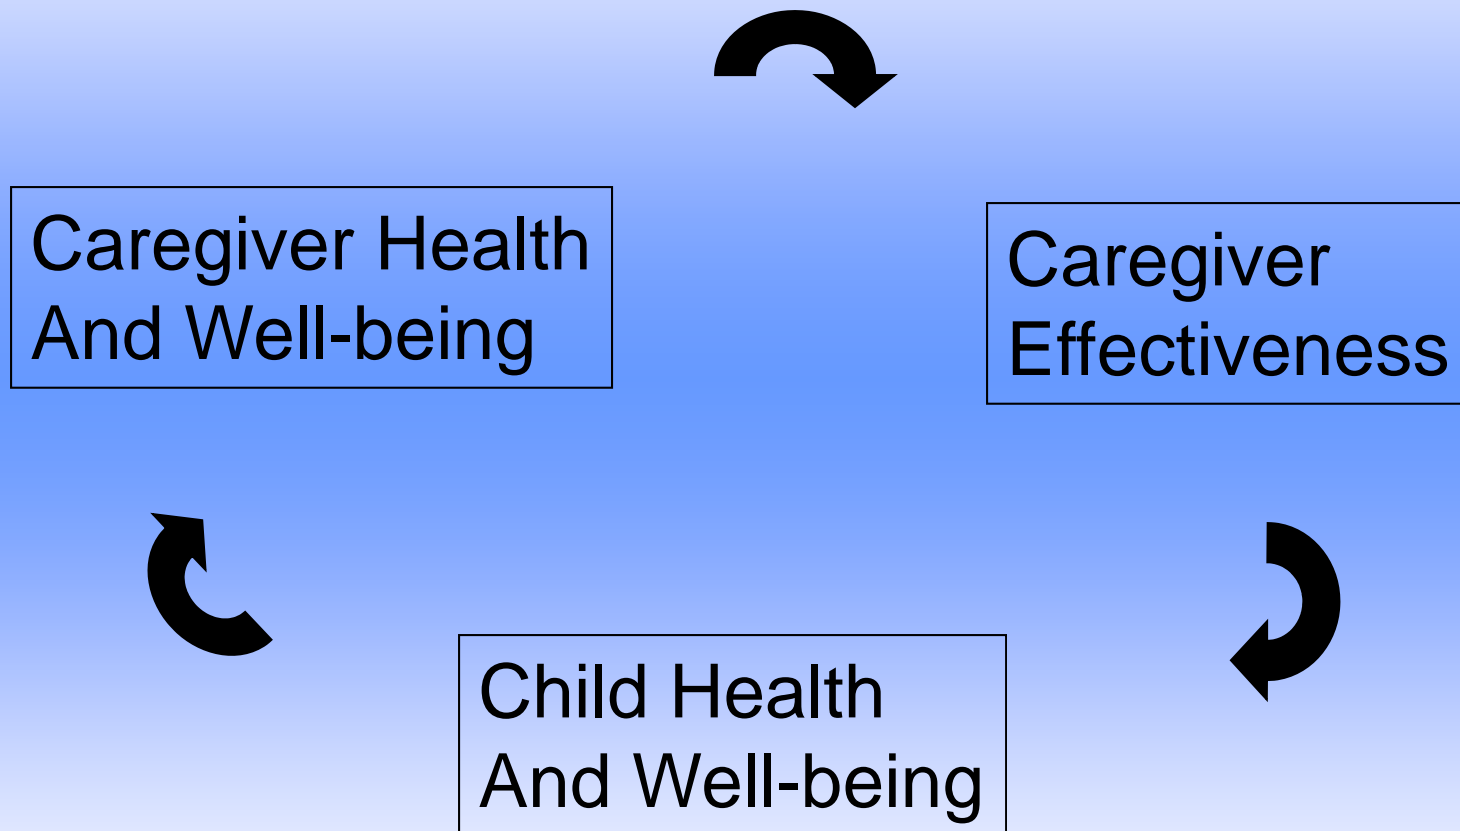 Caregiver Health
And Well-being
Caregiver
Effectiveness
Child Health
And Well-being